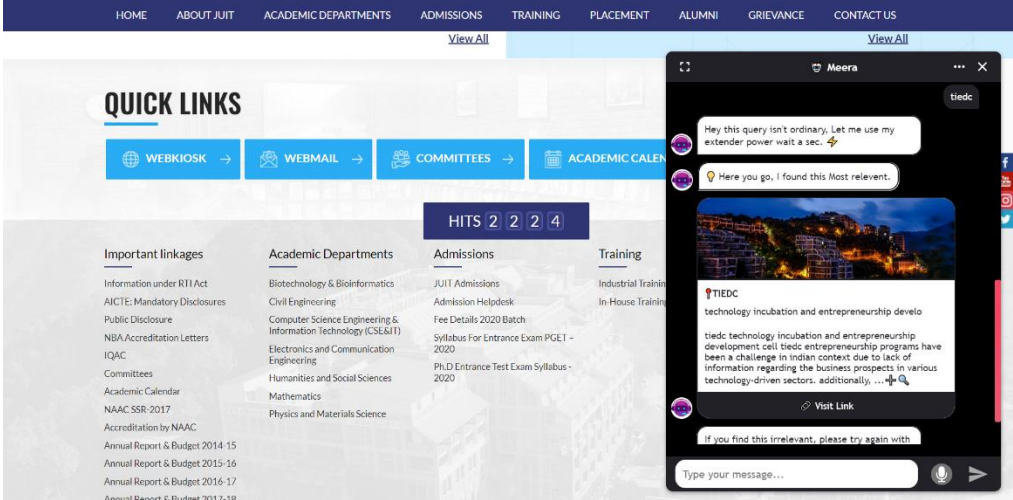 HOME ABOUT JUIT ACADEMIC DEPARTMENTS ADMISSIONS TRAINING PLACEMENT ALUMNI GRIEVANCE CONTACT US
View All
View All
QUICK LINKS
WEBKIOSK →
WEBMAIL →
COMMITTEES →
ACADEMIC CALEN
HITS 2 2 2 4
Important linkages
Information under RTI Act
AICTE: Mandatory Disclosures
Public Disclosure
NBA Accreditation Letters
IQAC
Committees
Academic Calendar
NAAC SSR-2017
Accreditation by NAAC
Annual Report & Budget 2014-15
Annual Report & Budget 2015-16
Annual Report & Budget 2016-17
Annual Report & Budget 2017-18
Academic Departments
Biotechnology & Bioinformatics
Civil Engineering
Computer Science Engineering &
Information Technology (CSE&IT)
Electronics and Communication
Engineering
Humanities and Social Sciences
Mathematics
Physics and Materials Science
Admissions
JUIT Admissions
Admission Helpdesk
Fee Details 2020 Batch
Syllabus For Entrance Exam PGET –
2020
Ph.D Entrance Test Exam Syllabus -
2020
Training
Industrial Trainin
In-House Training
Meera
tiedc
Hey this query isn't ordinary, Let me use my
extender power wait a sec. ⚡
💡 Here you go, I found this Most relevent.
📍TIEDC
technology incubation and entrepreneurship develo
tiedc technology incubation and entrepreneurship
development cell tiedc entrepreneurship programs have
been a challenge in indian context due to lack of
information regarding the business prospects in various
technology-driven sectors. additionally, ...➕🔍
Visit Link
If you find this irrelevant, please try again with
Type your message...